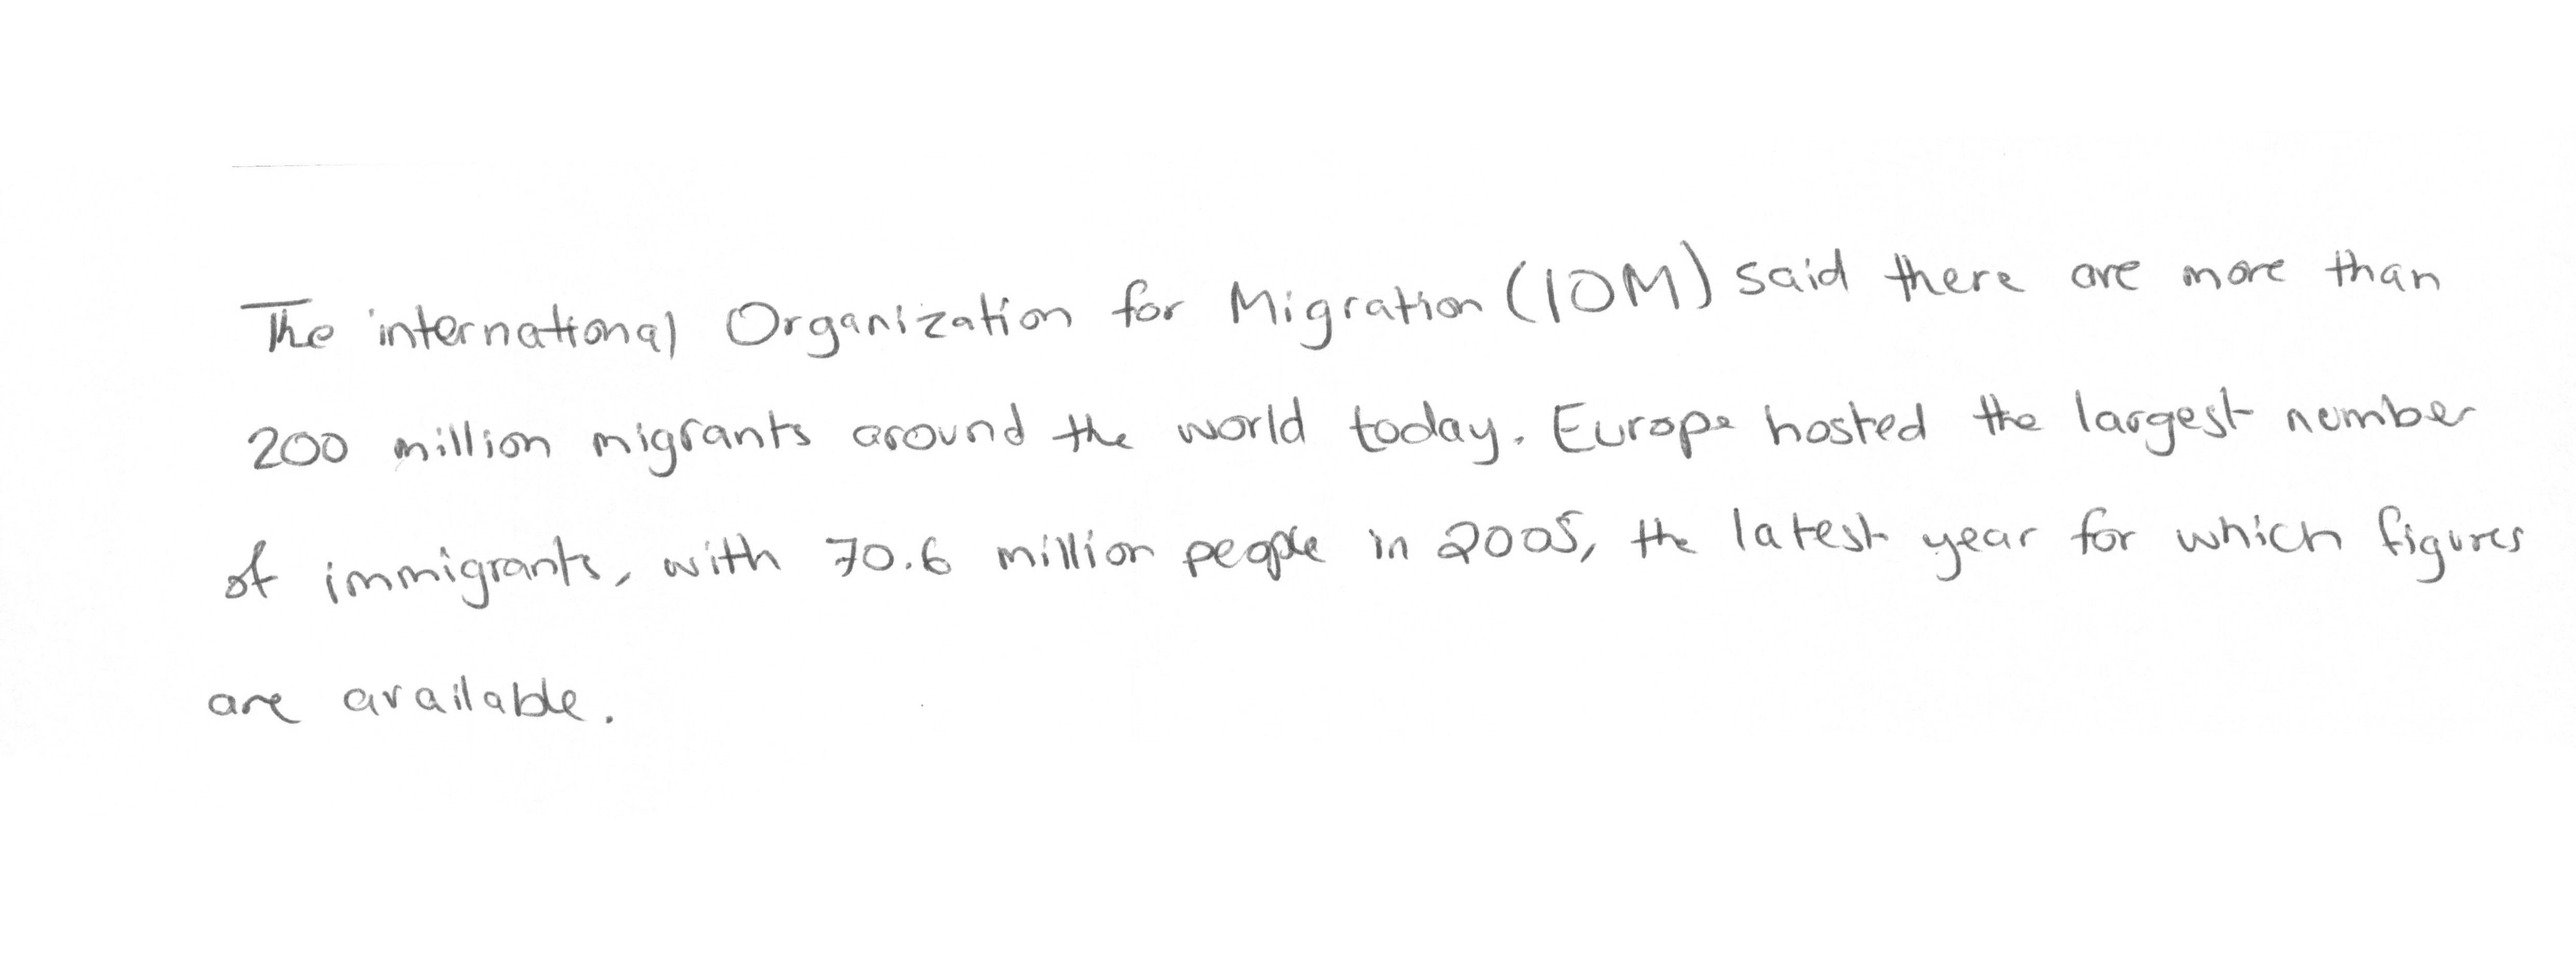 The international Organization for Migration (IOM) said there are more than
200 million migrants around the world today. Europe hosted the largest number
of immigrants, with 70.6 million people in 2005, the latest year for which figures
are available.